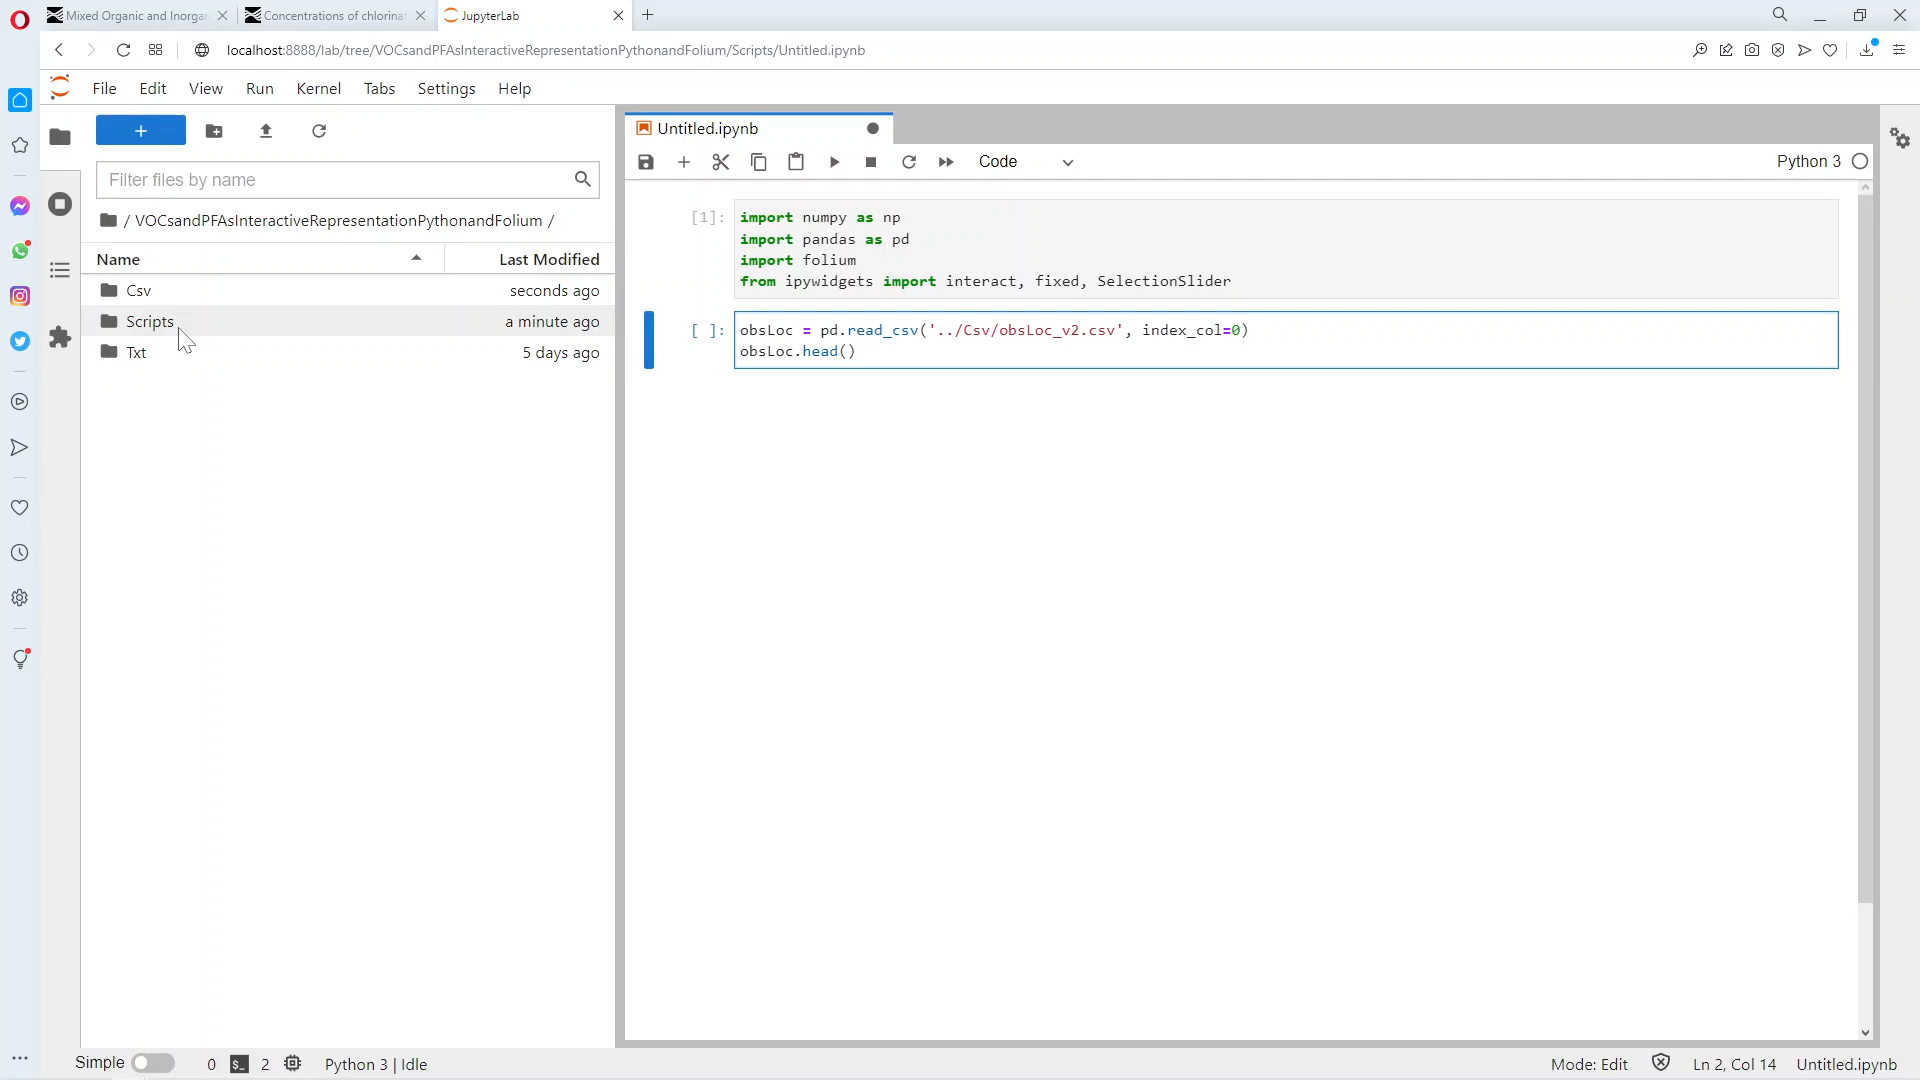 Mixed Organic and Inorgar
Concentrations of chlorinat
JupyterLab
localhost:8888/lab/tree/VOCsandPFAsInteractiveRepresentationPythonandFolium/Scripts/Untitled.ipynb
File Edit View Run Kernel Tabs Settings Help
+
Filter files by name
/ VOCsandPFAsInteractiveRepresentationPythonandFolium /
Name Last Modified
Csv seconds ago
Scripts a minute ago
Txt 5 days ago
Untitled.ipynb
Code
Python 3
[1]: import numpy as np
import pandas as pd
import folium
from ipywidgets import interact, fixed, SelectionSlider
[ ]: obsLoc = pd.read_csv('../Csv/obsLoc_v2.csv', index_col=0)
obsLoc.head()
Simple 0 $_ 2 Python 3 | Idle Mode: Edit Ln 2, Col 14 Untitled.ipynb